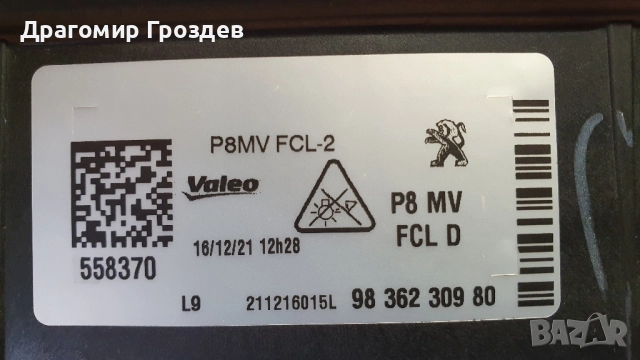 Драгомир Гроздев
P8MV FCL-2
Valeo
P8 MV
FCL D
16/12/21 12h28
558370
L9
211216015L
98 362 309 80
BAZAR